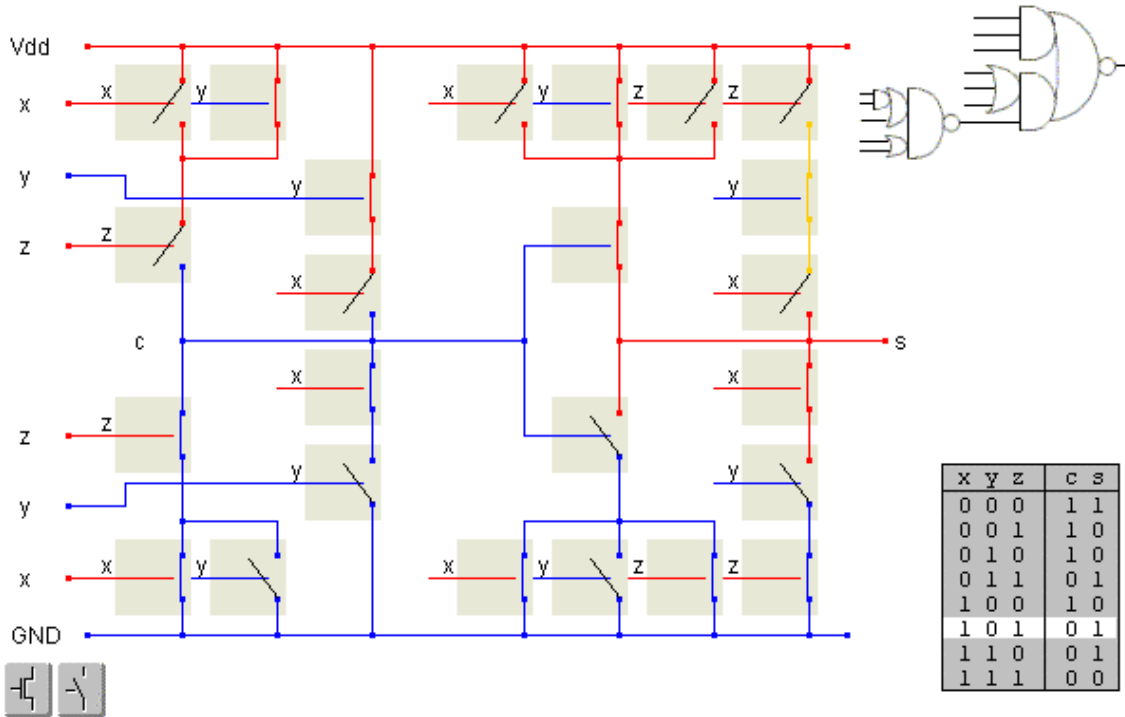 Vdd
x x y x y z z
y y y
z z
x x
c s
x x
z z
y y y
x x y x y z z
GND
x y z c s
0 0 0 1 1
0 0 1 1 0
0 1 0 1 0
0 1 1 0 1
1 0 0 1 0
1 0 1 0 1
1 1 0 0 1
1 1 1 0 0